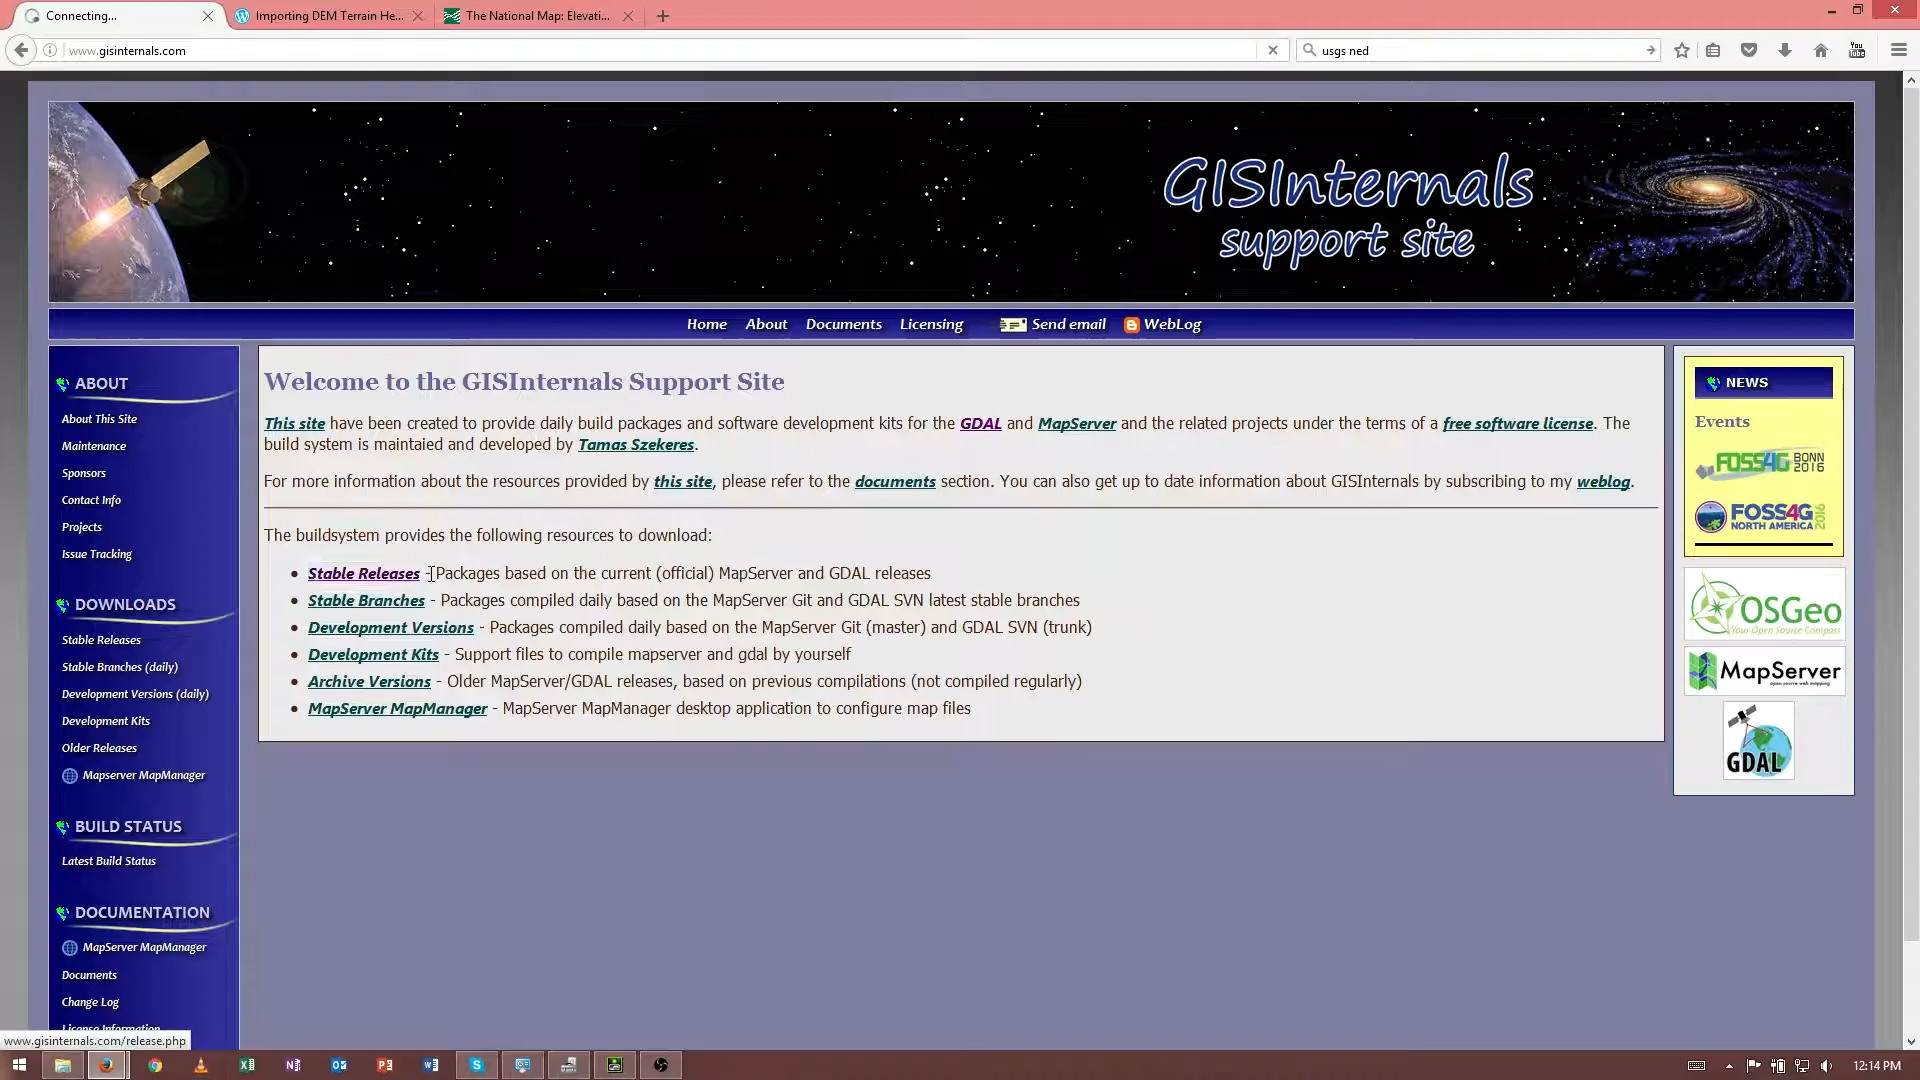 Connecting...
Importing DEM Terrain He...
The National Map: Elevati...
www.gisinternals.com
usgs ned
You Tube
GISInternals
support site
Home About Documents Licensing Send email WebLog
ABOUT
About This Site
Maintenance
Sponsors
Contact Info
Projects
Issue Tracking
DOWNLOADS
Stable Releases
Stable Branches (daily)
Development Versions (daily)
Development Kits
Older Releases
Mapserver MapManager
BUILD STATUS
Latest Build Status
DOCUMENTATION
MapServer MapManager
Documents
Change Log
License Information
Welcome to the GISInternals Support Site
This site have been created to provide daily build packages and software development kits for the GDAL and MapServer and the related projects under the terms of a free software license. The
build system is maintaied and developed by Tamas Szekeres.
For more information about the resources provided by this site, please refer to the documents section. You can also get up to date information about GISInternals by subscribing to my weblog.
The buildsystem provides the following resources to download:
Stable Releases - Packages based on the current (official) MapServer and GDAL releases
Stable Branches - Packages compiled daily based on the MapServer Git and GDAL SVN latest stable branches
Development Versions - Packages compiled daily based on the MapServer Git (master) and GDAL SVN (trunk)
Development Kits - Support files to compile mapserver and gdal by yourself
Archive Versions - Older MapServer/GDAL releases, based on previous compilations (not compiled regularly)
MapServer MapManager - MapServer MapManager desktop application to configure map files
NEWS
Events
FOSS4G BONN 2016
FOSS4G 2016
NORTH AMERICA
OSGeo
Your Open Source Compass
MapServer
open source web mapping
GDAL
www.gisinternals.com/release.php
12:14 PM